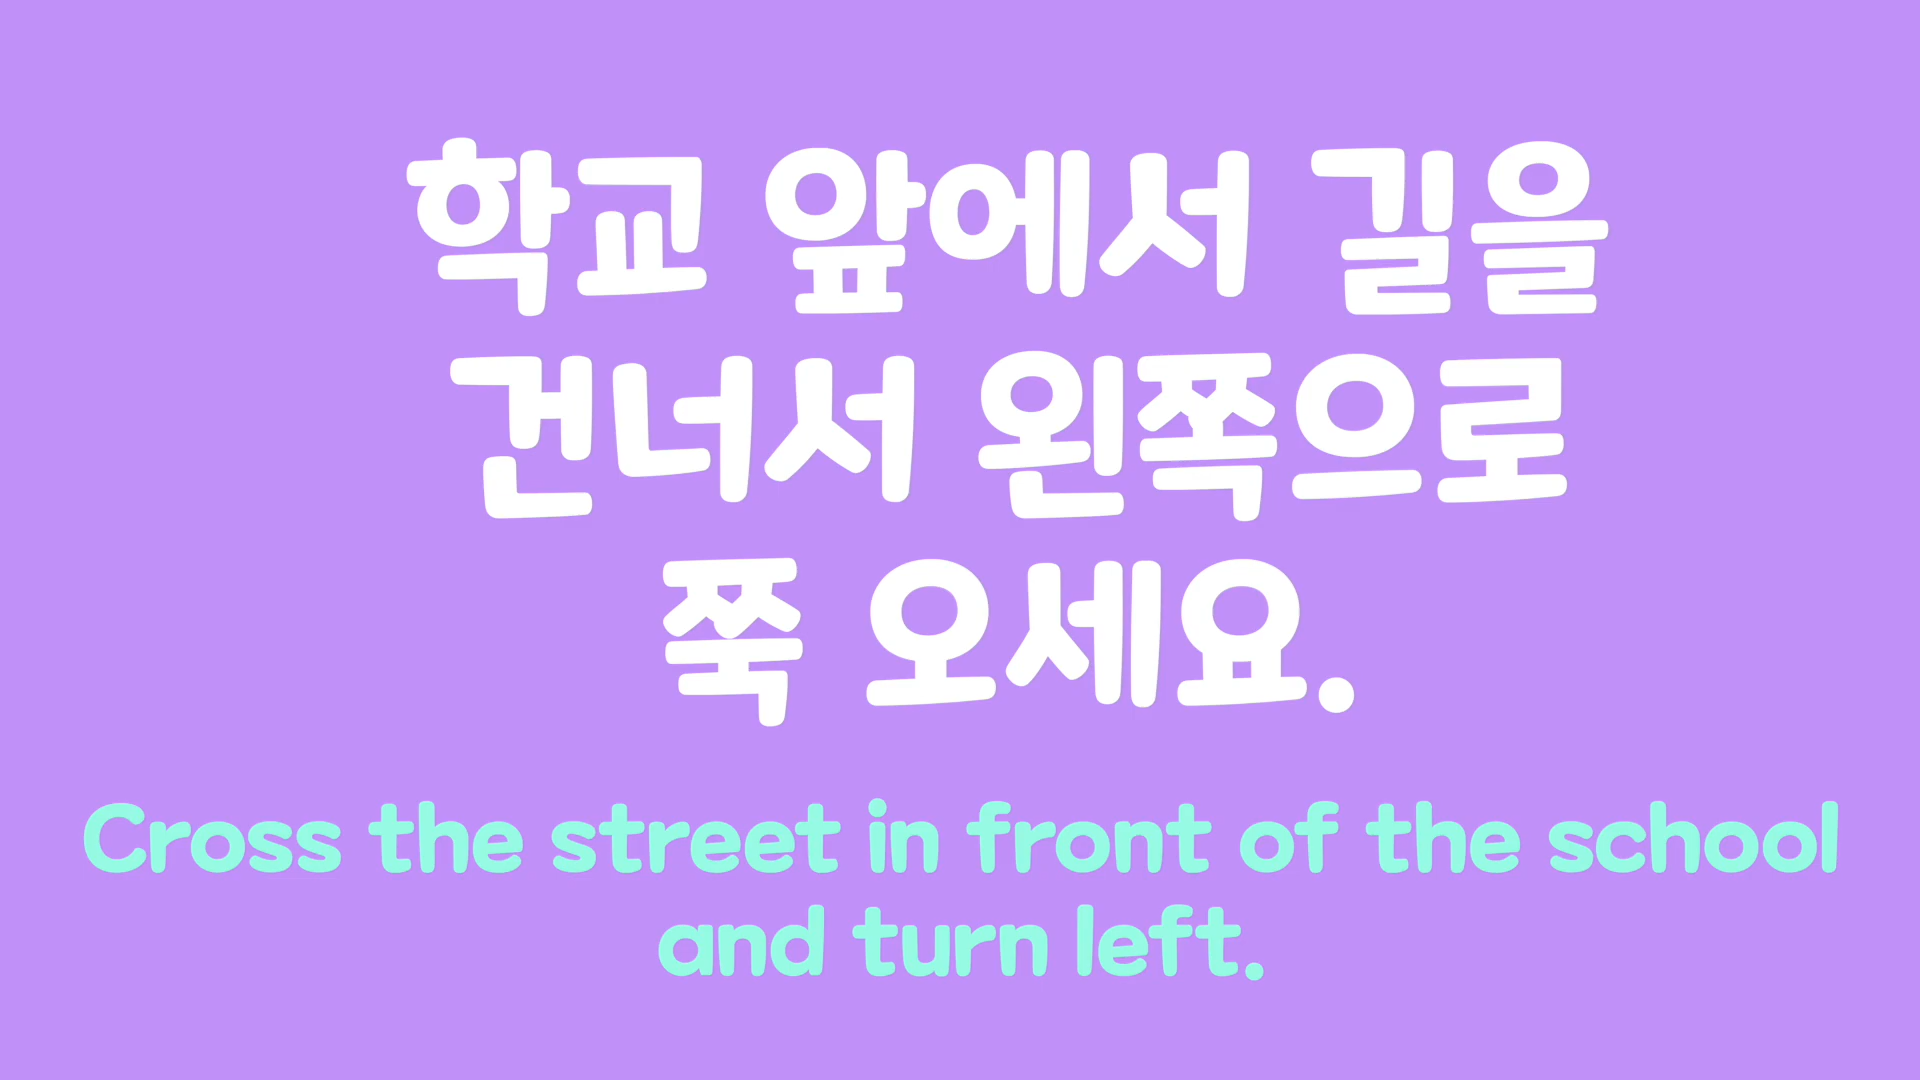 학교 앞에서 길을
건너서 왼쪽으로
쭉 오세요.
Cross the street in front of the school
and turn left.